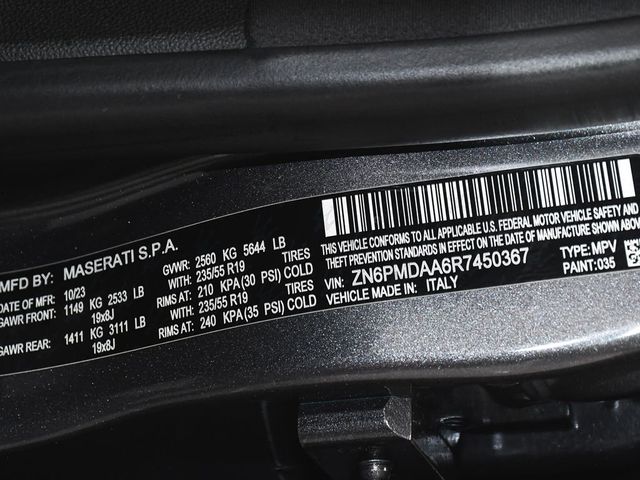 MFD BY: MASERATI S.P.A.
DATE OF MFR: 10/23 GVWR: 2560 KG 5644 LB
GAWR FRONT: 1149 KG 2533 LB WITH: 235/55 R19 TIRES
19x8J RIMS AT: 210 KPA(30 PSI) COLD
GAWR REAR: 1411 KG 3111 LB WITH: 235/55 R19 TIRES
19x8J RIMS AT: 240 KPA(35 PSI) COLD
THIS VEHICLE CONFORMS TO ALL APPLICABLE U.S. FEDERAL MOTOR VEHICLE SAFETY AND
THEFT PREVENTION STANDARDS IN EFFECT ON THE DATE OF MANUFACTURE SHOWN ABOVE.
VIN: ZN6PMDAA6R7450367 TYPE: MPV
VEHICLE MADE IN: ITALY PAINT: 035